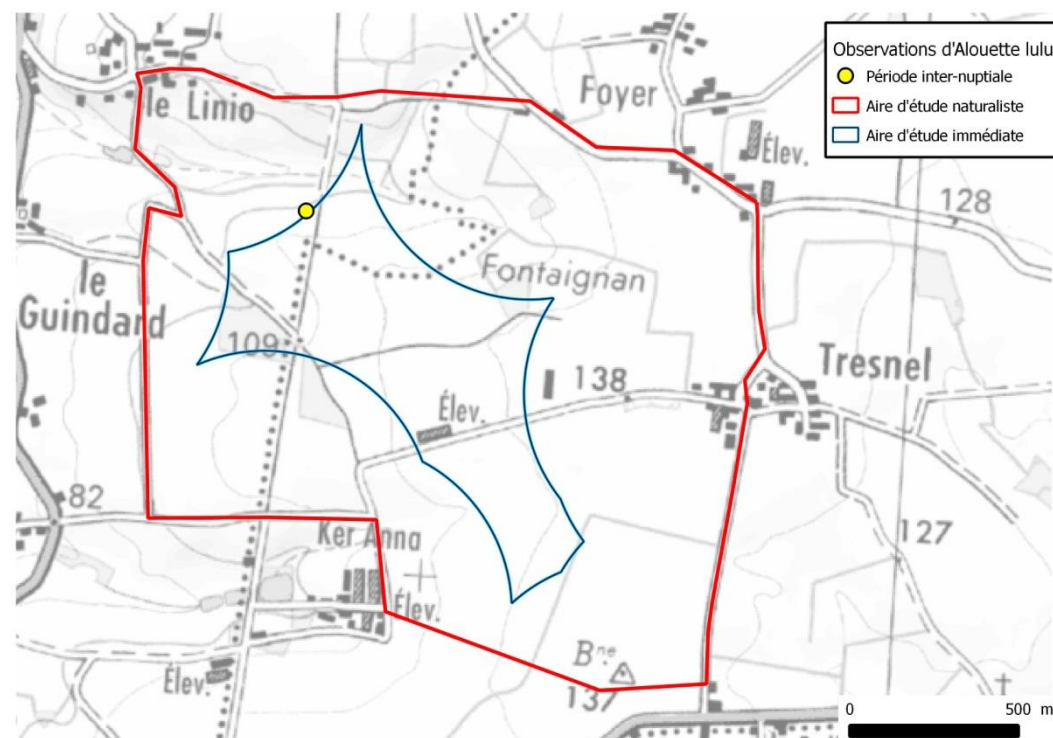 Observations d'Alouette lulu
Période inter-nuptiale
Aire d'étude naturaliste
Aire d'étude immédiate
le Linio
Foyer
Élev.
128
Fontaignan
le
Guindard
109
138
Tresnel
Élev.
82
Ker Anna
127
Élev.
Bne
Élev.
137
0 500 m